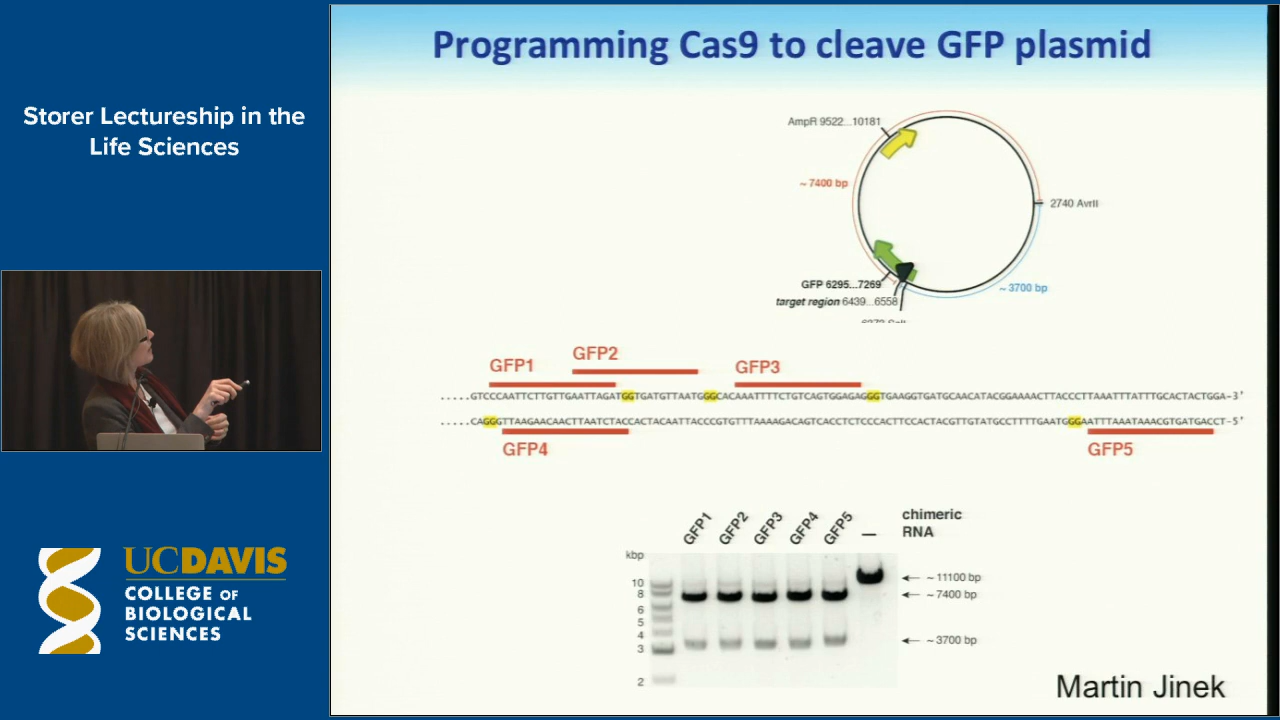 Storer Lectureship in the
Life Sciences
UCDAVIS
COLLEGE OF
BIOLOGICAL
SCIENCES
Programming Cas9 to cleave GFP plasmid
AmpR 9522...10181
~ 7400 bp
2740 AvrII
GFP 6295...7269
target region 6439...6558
~ 3700 bp
GFP1
GFP2
GFP3
.....GTCCCAATTCTTGTTGAATTAGATGGTGATGTTAATGGGCACAAATTTTCTGTCAGTGGAGAGGGTGAAGGTGATGCAACATACGGAAAACTTACCCTTAAATTTATTTGCACTACTGGA-3'
.....CAGGGTTAAGAACAACTTAATCTACCACTACAATTACCCGTGTTTAAAAGACAGTCACCTCTCCCACTTCCACTACGTTGTATGCCTTTTGAATGGGAATTTAAATAAACGTGATGACCT-5'
GFP4
GFP5
GFP1
GFP2
GFP3
GFP4
GFP5
—
chimeric
RNA
kbp
10
8
6
5
4
3
2
~ 11100 bp
~ 7400 bp
~ 3700 bp
Martin Jinek